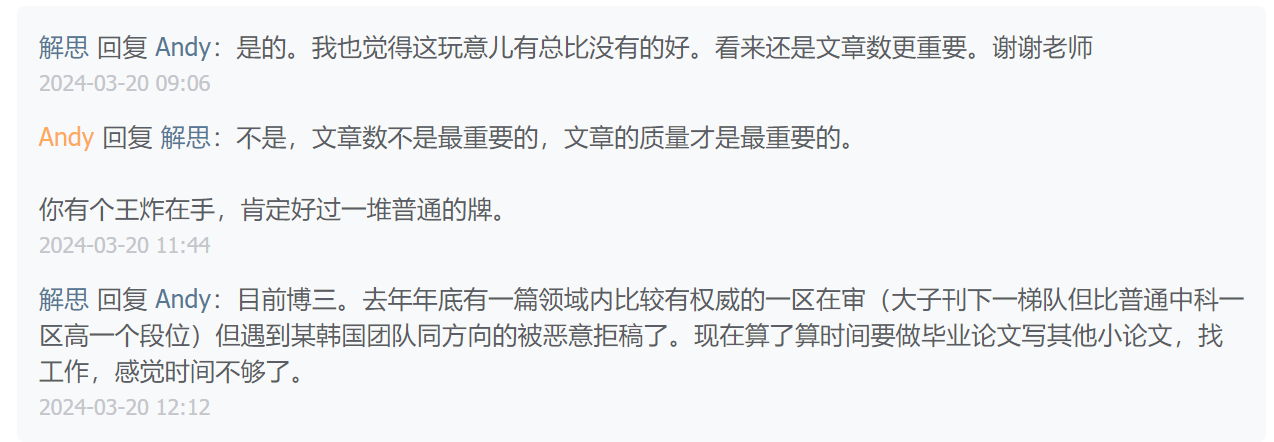 解思 回复 Andy：是的。我也觉得这玩意儿有总比没有的好。看来还是文章数更重要。谢谢老师
2024-03-20 09:06
Andy 回复 解思：不是，文章数不是最重要的，文章的质量才是最重要的。
你有个王炸在手，肯定好过一堆普通的牌。
2024-03-20 11:44
解思 回复 Andy：目前博三。去年年底有一篇领域内比较有权威的一区在审（大子刊下一梯队但比普通中科一
区高一个段位）但遇到某韩国团队同方向的被恶意拒稿了。现在算了算时间要做毕业论文写其他小论文，找
工作，感觉时间不够了。
2024-03-20 12:12